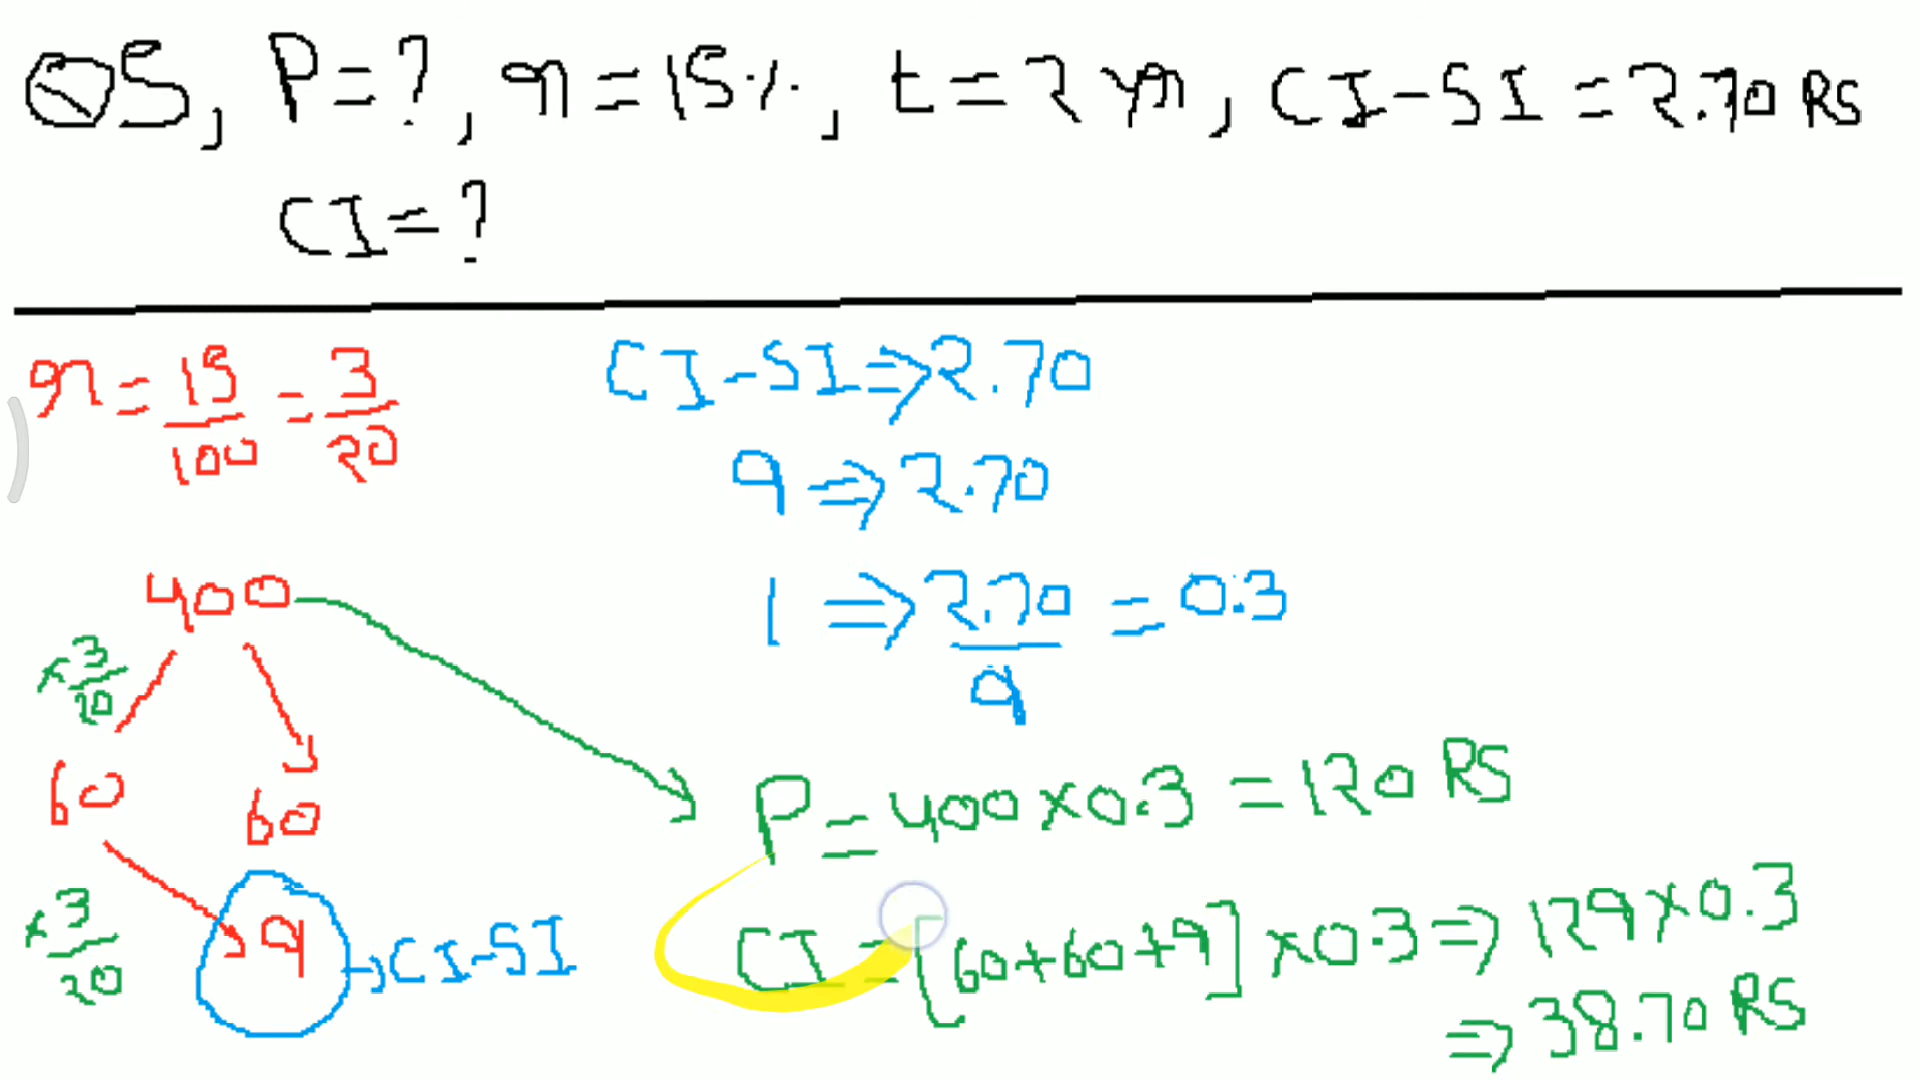 Q5, P=?, r=15%, t=2yr, CI-SI=2.70 RS
CI=?
r=15/100=3/20
CI-SI⇒2.70
9⇒2.70
1⇒2.70/9=0.3
400
×3/20
60 60
×3/20
9→CI-SI
P=400×0.3=120 RS
CI=[60+60+9]×0.3⇒129×0.3
⇒38.70 RS